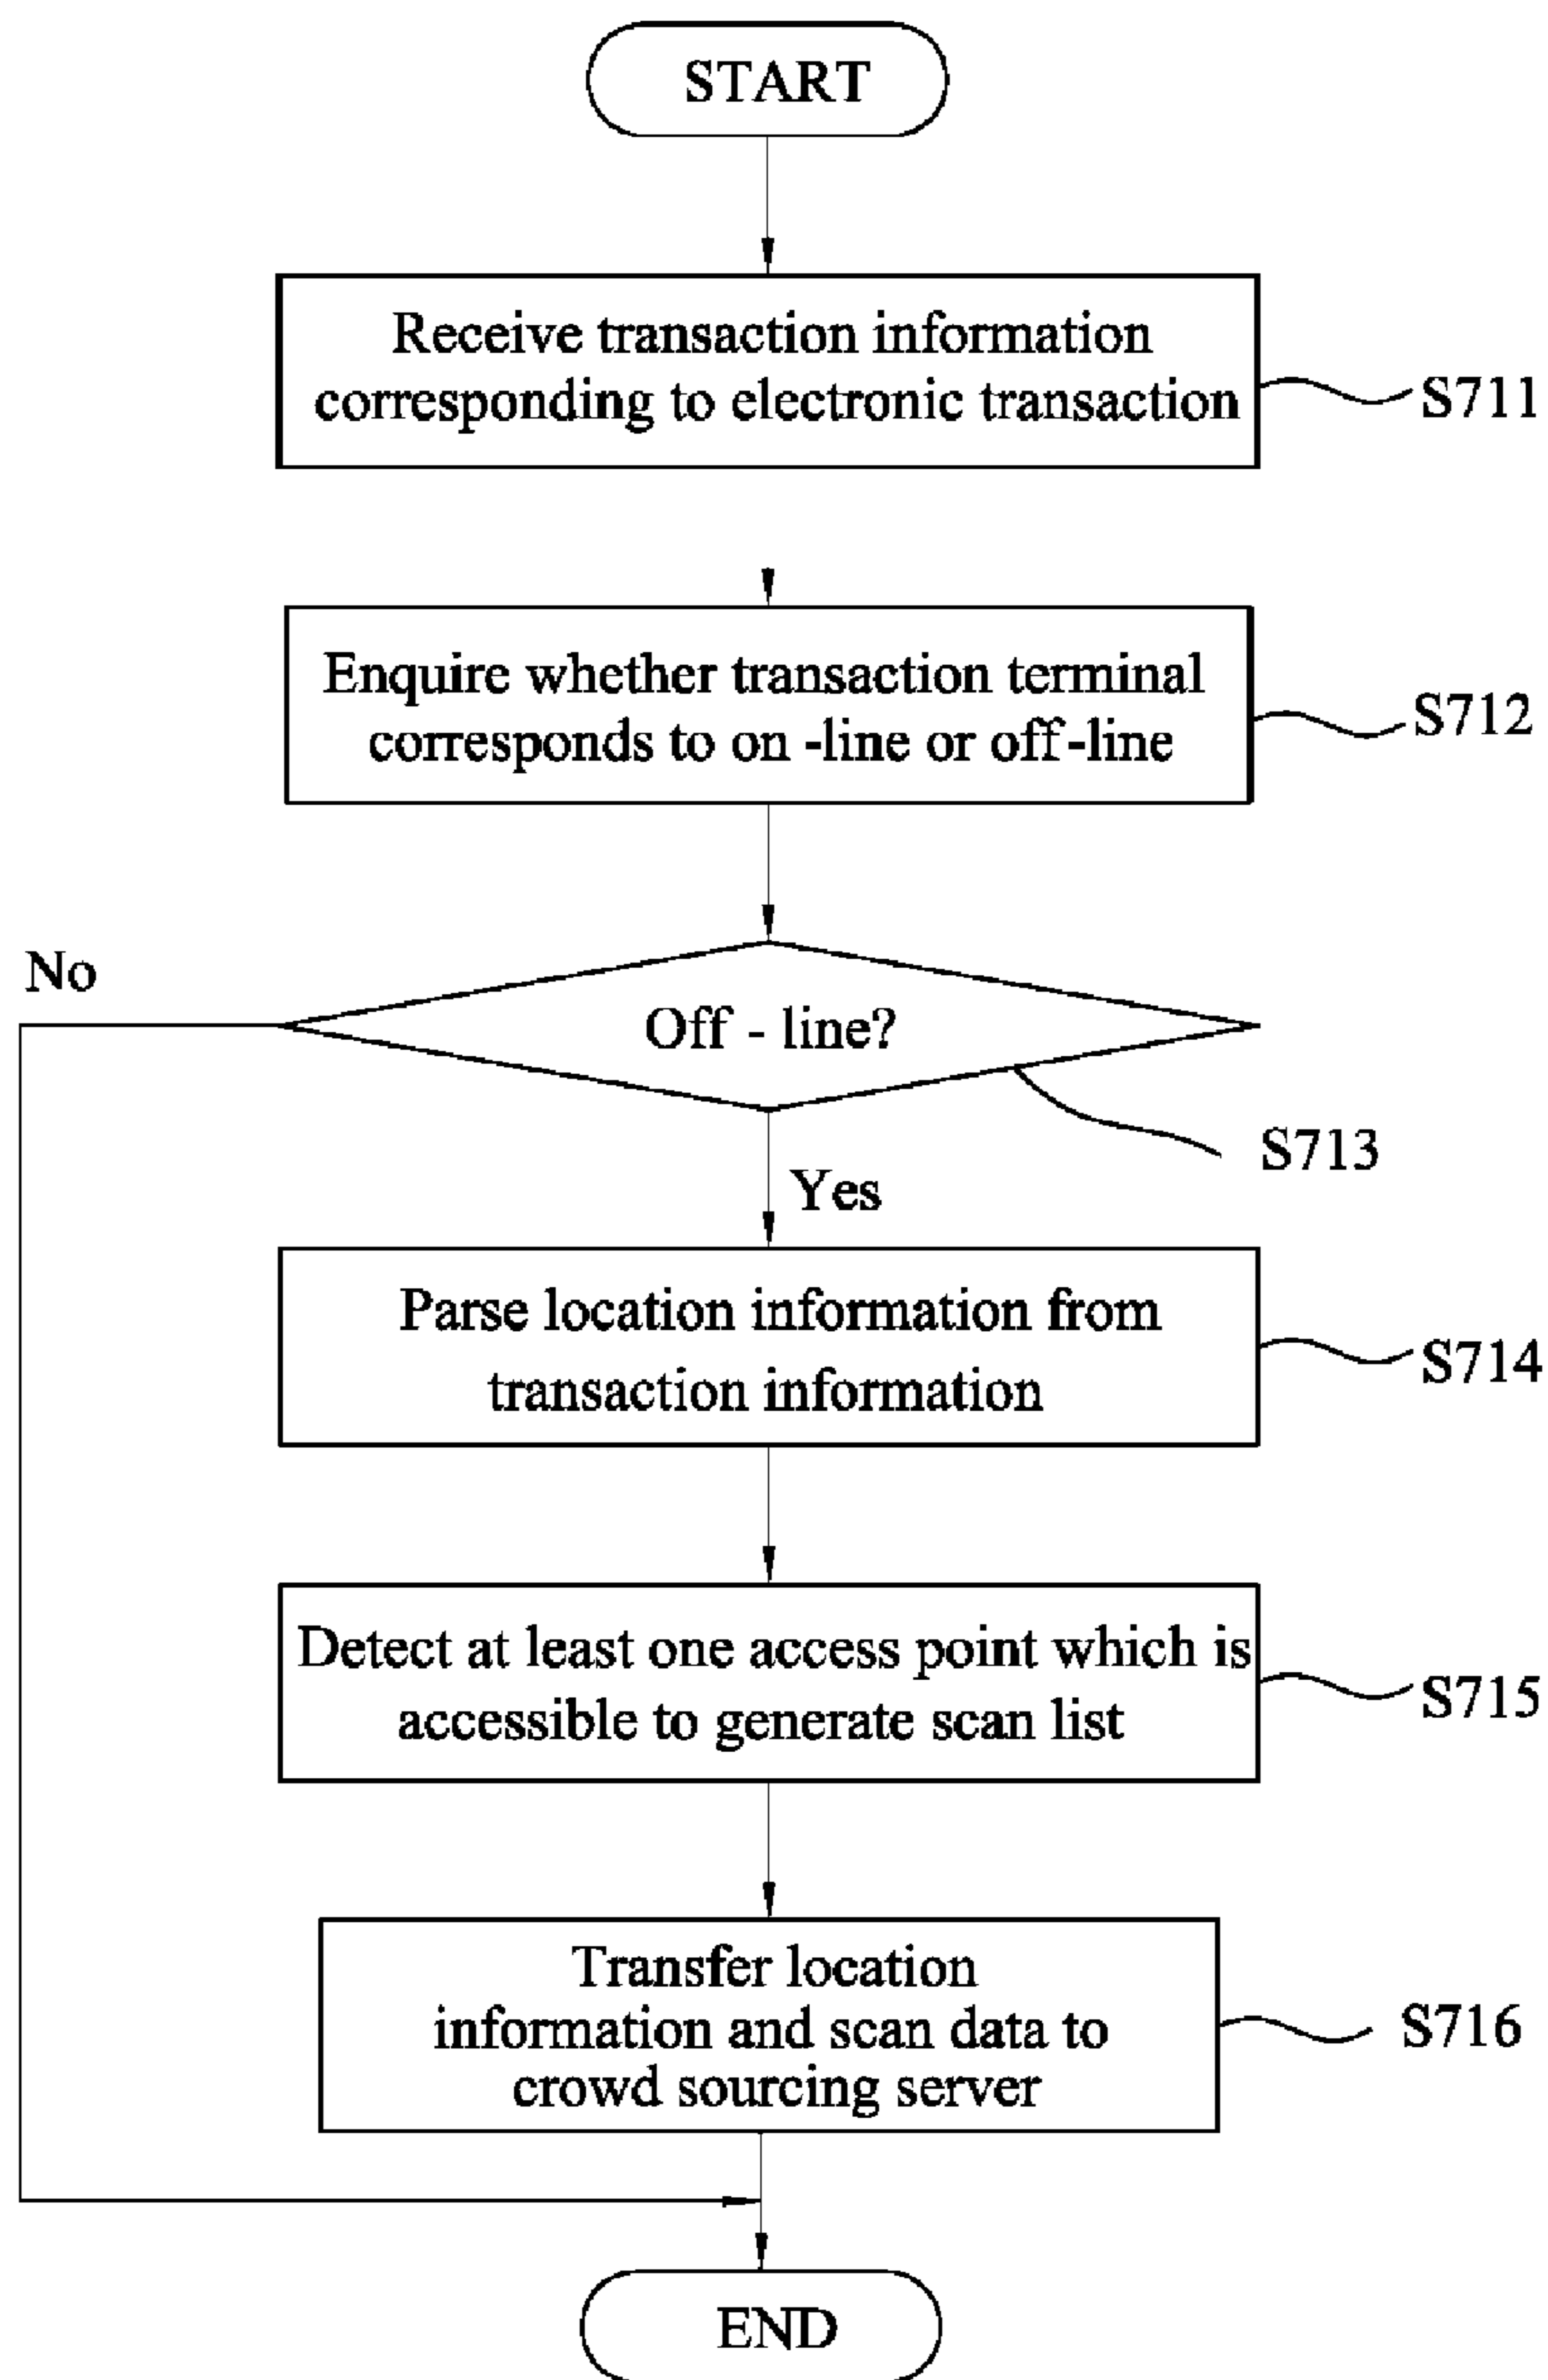 START
Receive transaction information
corresponding to electronic transaction
S711
Enquire whether transaction terminal
corresponds to on -line or off -line
S712
No
Off - line?
S713
Yes
Parse location information from
transaction information
S714
Detect at least one access point which is
accessible to generate scan list
S715
Transfer location
information and scan data to
crowd sourcing server
S716
END